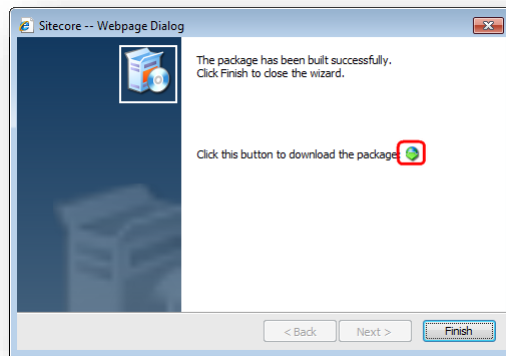 Sitecore -- Webpage Dialog
The package has been built successfully.
Click Finish to close the wizard.
Click this button to download the package:
< Back Next > Finish